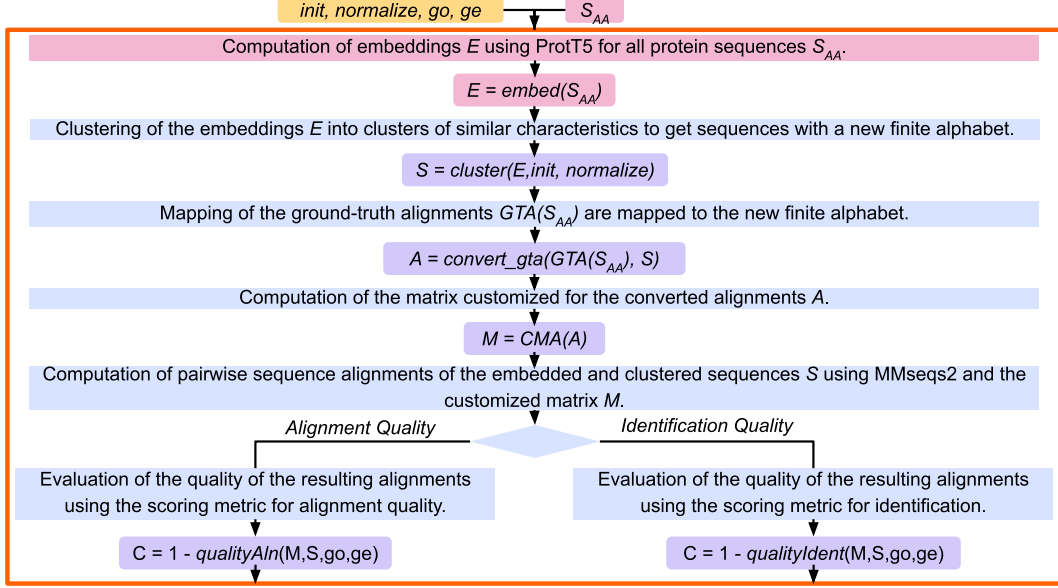 init, normalize, go, ge
S_AA
Computation of embeddings E using ProtT5 for all protein sequences S_AA.
E = embed(S_AA)
Clustering of the embeddings E into clusters of similar characteristics to get sequences with a new finite alphabet.
S = cluster(E,init, normalize)
Mapping of the ground-truth alignments GTA(S_AA) are mapped to the new finite alphabet.
A = convert_gta(GTA(S_AA), S)
Computation of the matrix customized for the converted alignments A.
M = CMA(A)
Computation of pairwise sequence alignments of the embedded and clustered sequences S using MMseqs2 and the
customized matrix M.
Alignment Quality
Identification Quality
Evaluation of the quality of the resulting alignments
using the scoring metric for alignment quality.
Evaluation of the quality of the resulting alignments
using the scoring metric for identification.
C = 1 - qualityAln(M,S,go,ge)
C = 1 - qualityIdent(M,S,go,ge)